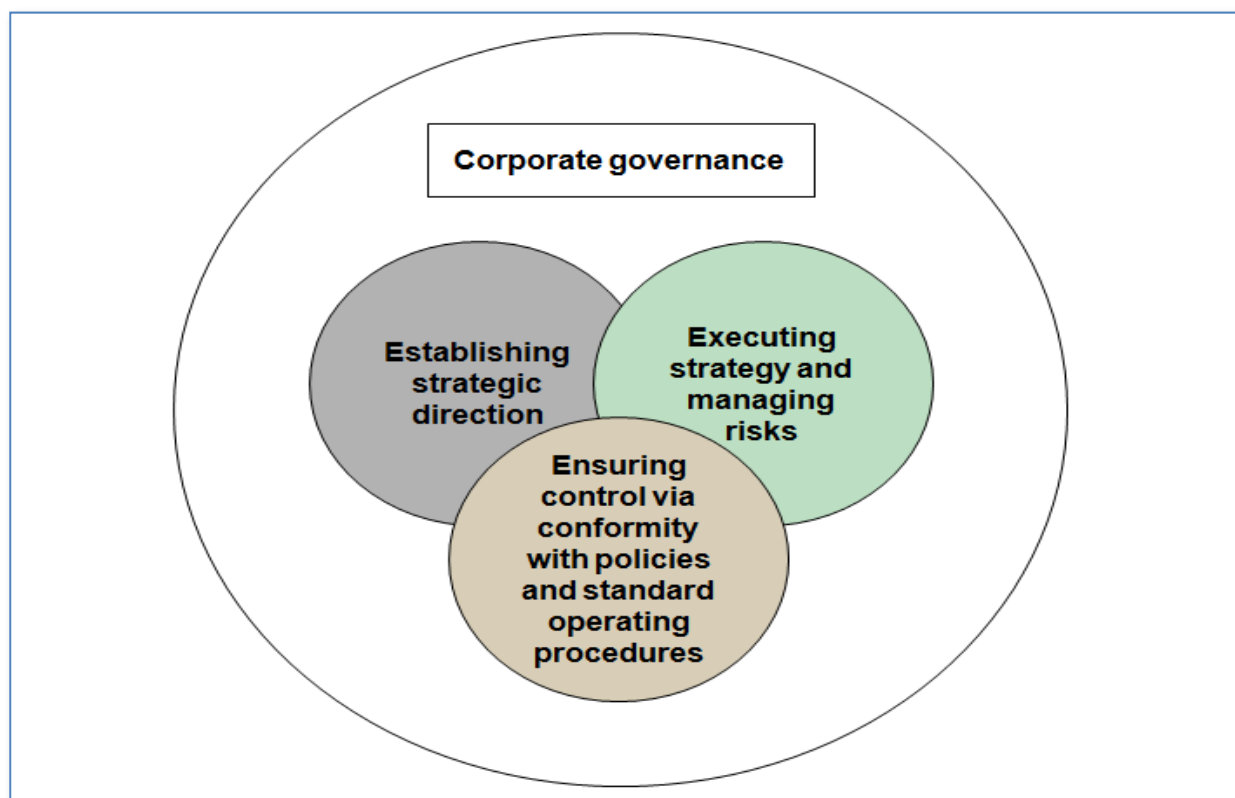 Corporate governance
Establishing
strategic
direction
Executing
strategy and
managing
risks
Ensuring
control via
conformity
with policies
and standard
operating
procedures